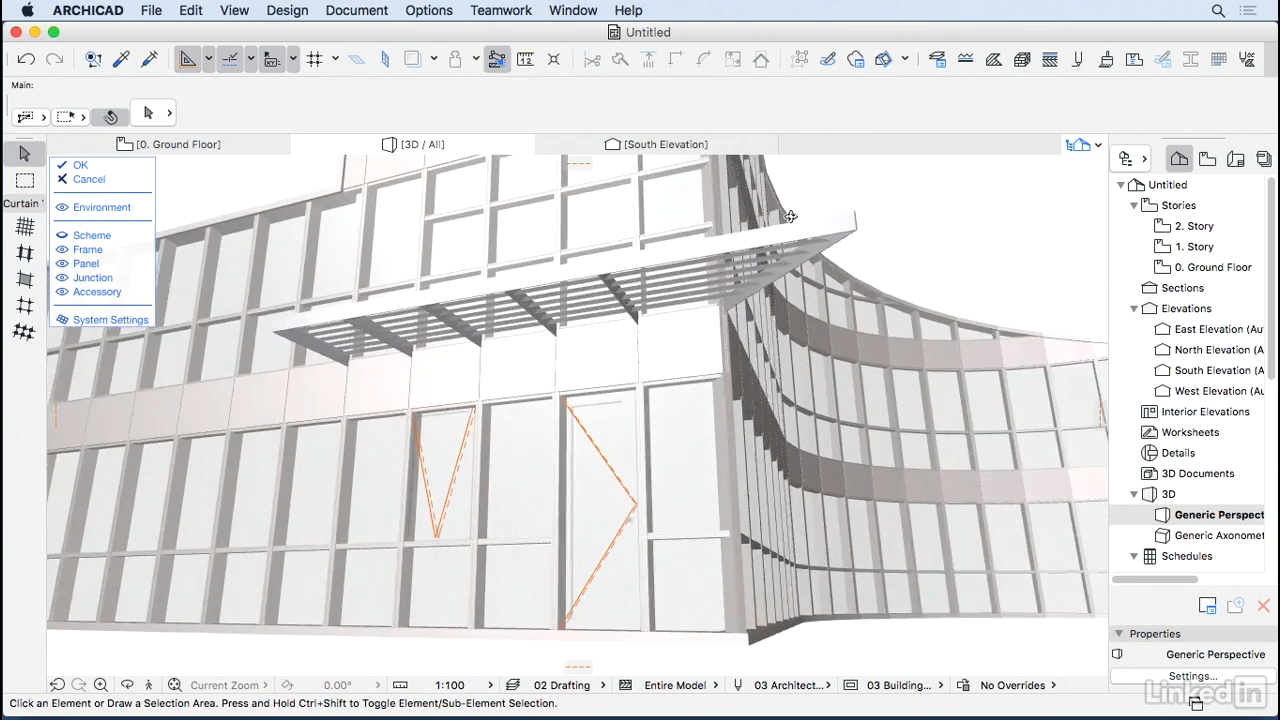 ARCHICAD File Edit View Design Document Options Teamwork Window Help
Untitled
Main:
[0. Ground Floor] [3D / All] [South Elevation]
OK
Cancel
Environment
Scheme
Frame
Panel
Junction
Accessory
System Settings
Curtain
Untitled
Stories
2. Story
1. Story
0. Ground Floor
Sections
Elevations
East Elevation (Au
North Elevation (A
South Elevation (A
West Elevation (Au
Interior Elevations
Worksheets
Details
3D Documents
3D
Generic Perspect
Generic Axonomet
Schedules
Properties
Generic Perspective
Settings...
Current Zoom 0.00° 1:100 02 Drafting Entire Model 03 Architect... 03 Building... No Overrides
Click an Element or Draw a Selection Area. Press and Hold Ctrl+Shift to Toggle Element/Sub-Element Selection.
Linked in